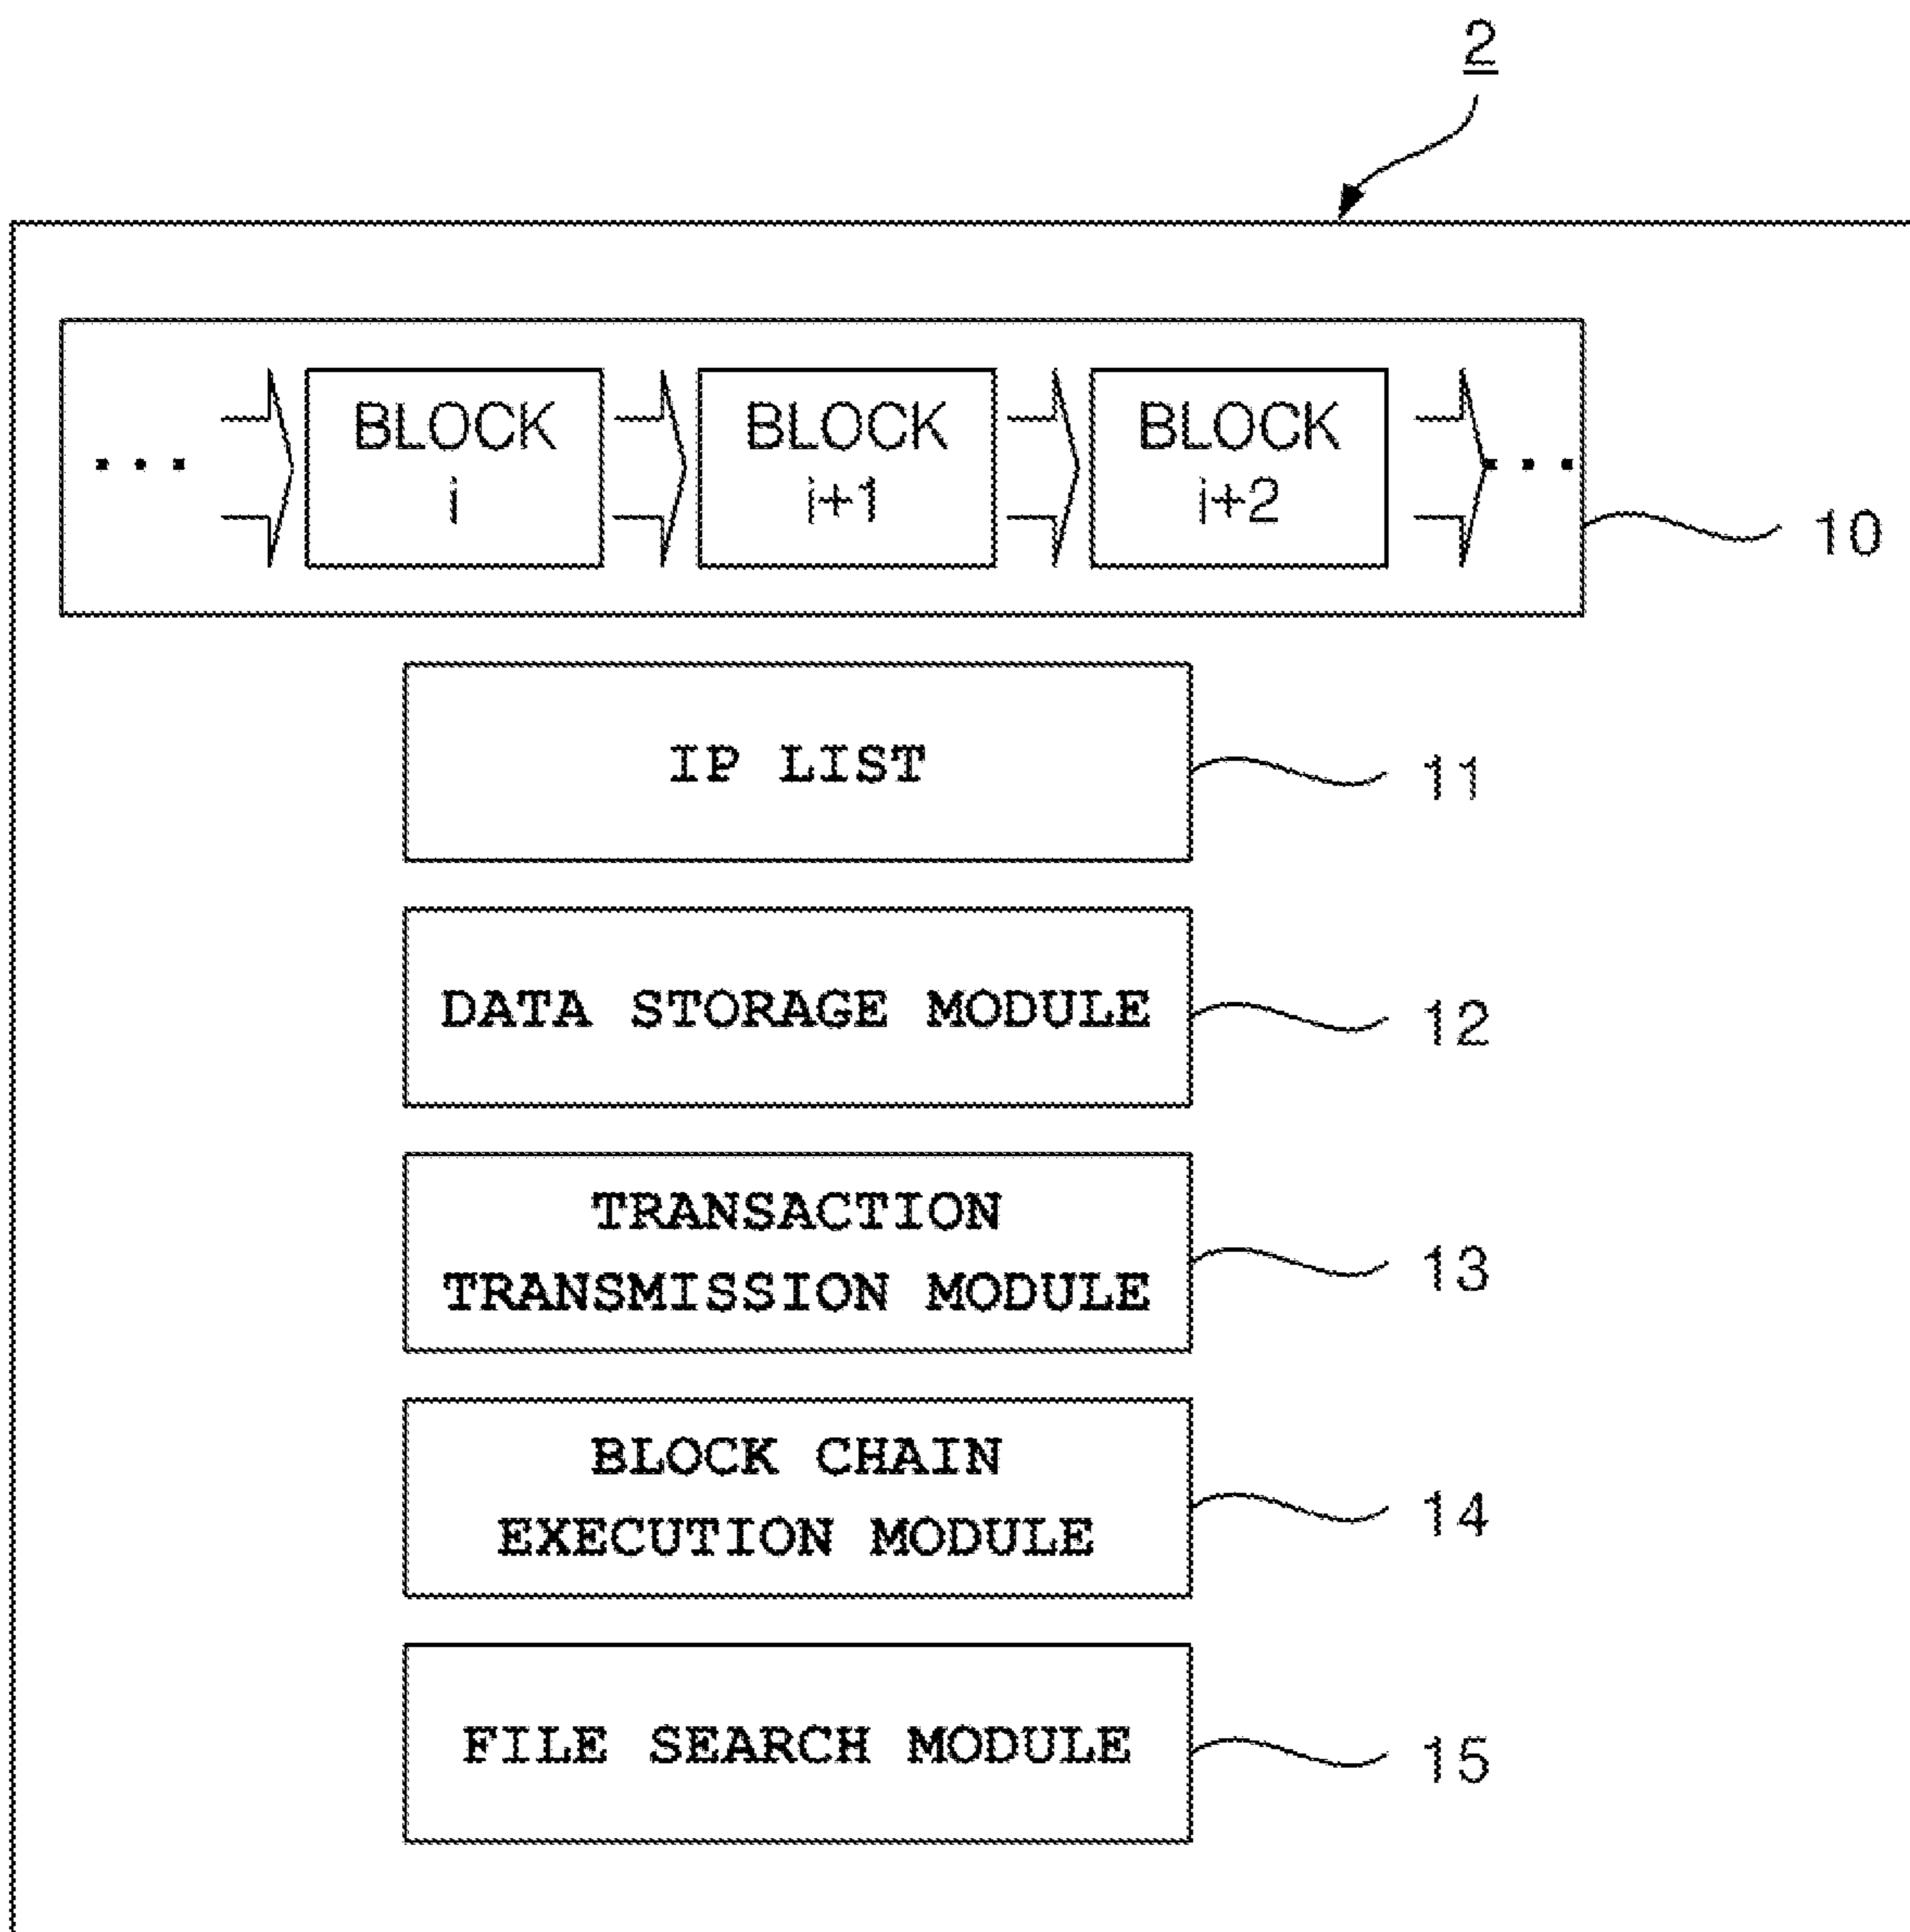 2
... BLOCK i BLOCK i+1 BLOCK i+2 ...
10
IP LIST
11
DATA STORAGE MODULE
12
TRANSACTION
TRANSMISSION MODULE
13
BLOCK CHAIN
EXECUTION MODULE
14
FILE SEARCH MODULE
15